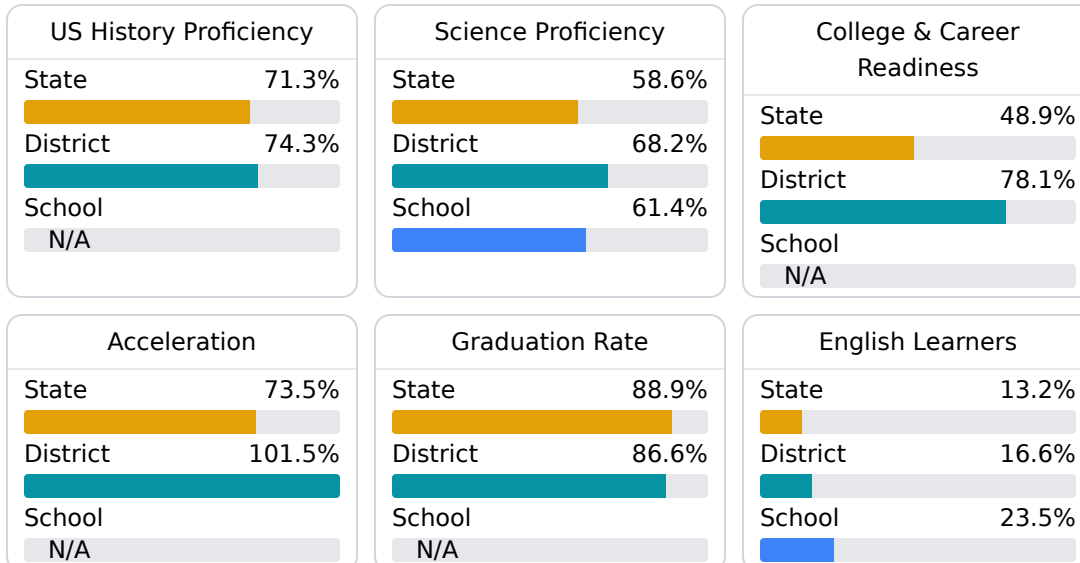 US History Proficiency
State 71.3%
District 74.3%
School
N/A
Science Proficiency
State 58.6%
District 68.2%
School 61.4%
College & Career
Readiness
State 48.9%
District 78.1%
School
N/A
Acceleration
State 73.5%
District 101.5%
School
N/A
Graduation Rate
State 88.9%
District 86.6%
School
N/A
English Learners
State 13.2%
District 16.6%
School 23.5%